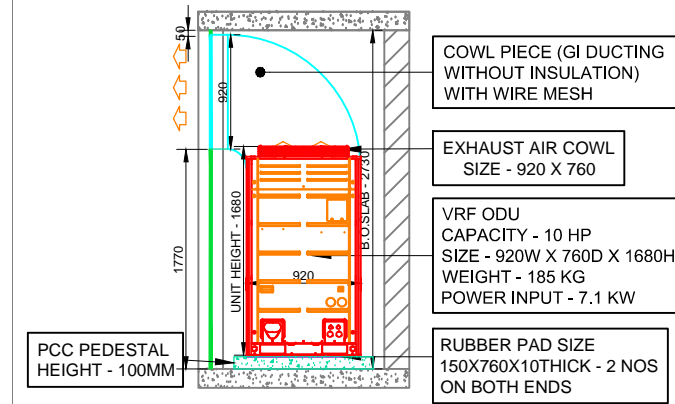 50
920
1770
UNIT HEIGHT - 1680
B.O.SLAB - 2730
920
COWL PIECE (GI DUCTING
WITHOUT INSULATION)
WITH WIRE MESH
EXHAUST AIR COWL
SIZE - 920 X 760
VRF ODU
CAPACITY - 10 HP
SIZE - 920W X 760D X 1680H
WEIGHT - 185 KG
POWER INPUT - 7.1 KW
RUBBER PAD SIZE
150X760X10THICK - 2 NOS
ON BOTH ENDS
PCC PEDESTAL
HEIGHT - 100MM